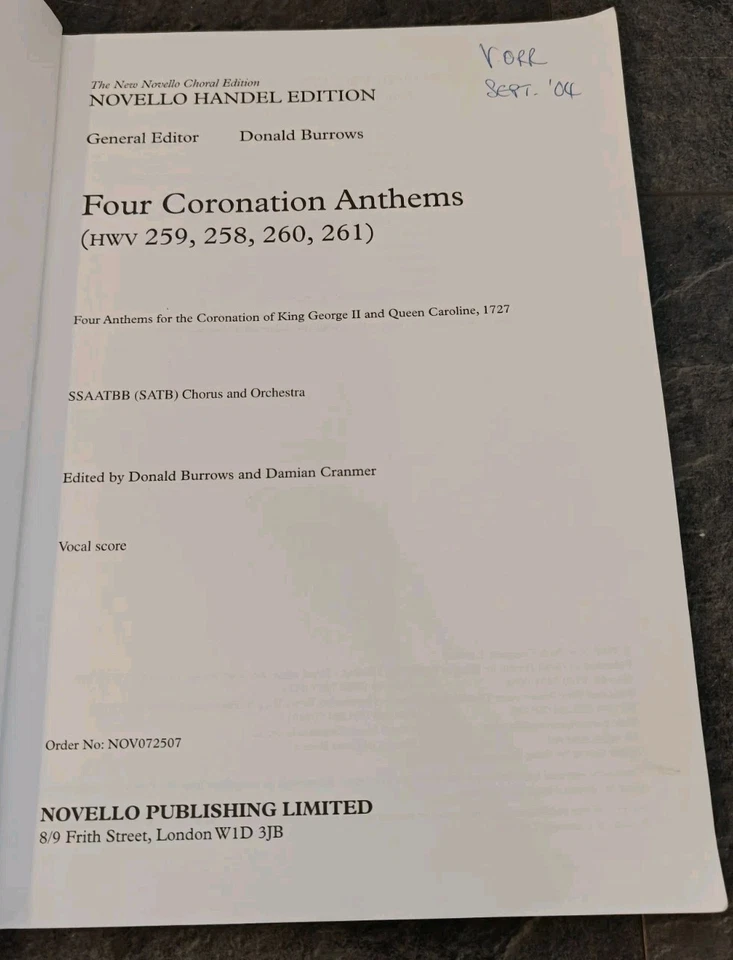 V. ORR
SEPT. '04
The New Novello Choral Edition
NOVELLO HANDEL EDITION
General Editor Donald Burrows
Four Coronation Anthems
(HWV 259, 258, 260, 261)
Four Anthems for the Coronation of King George II and Queen Caroline, 1727
SSAATBB (SATB) Chorus and Orchestra
Edited by Donald Burrows and Damian Cranmer
Vocal score
Order No: NOV072507
NOVELLO PUBLISHING LIMITED
8/9 Frith Street, London W1D 3JB